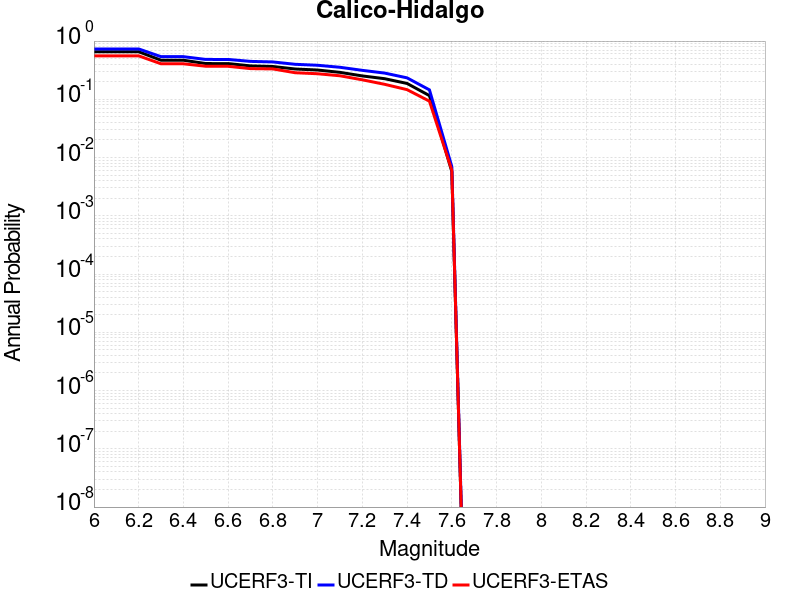 Calico-Hidalgo
10^0
10^-1
10^-2
10^-3
10^-4
10^-5
10^-6
10^-7
10^-8
Annual Probability
6 6.2 6.4 6.6 6.8 7 7.2 7.4 7.6 7.8 8 8.2 8.4 8.6 8.8 9
Magnitude
UCERF3-TI UCERF3-TD UCERF3-ETAS